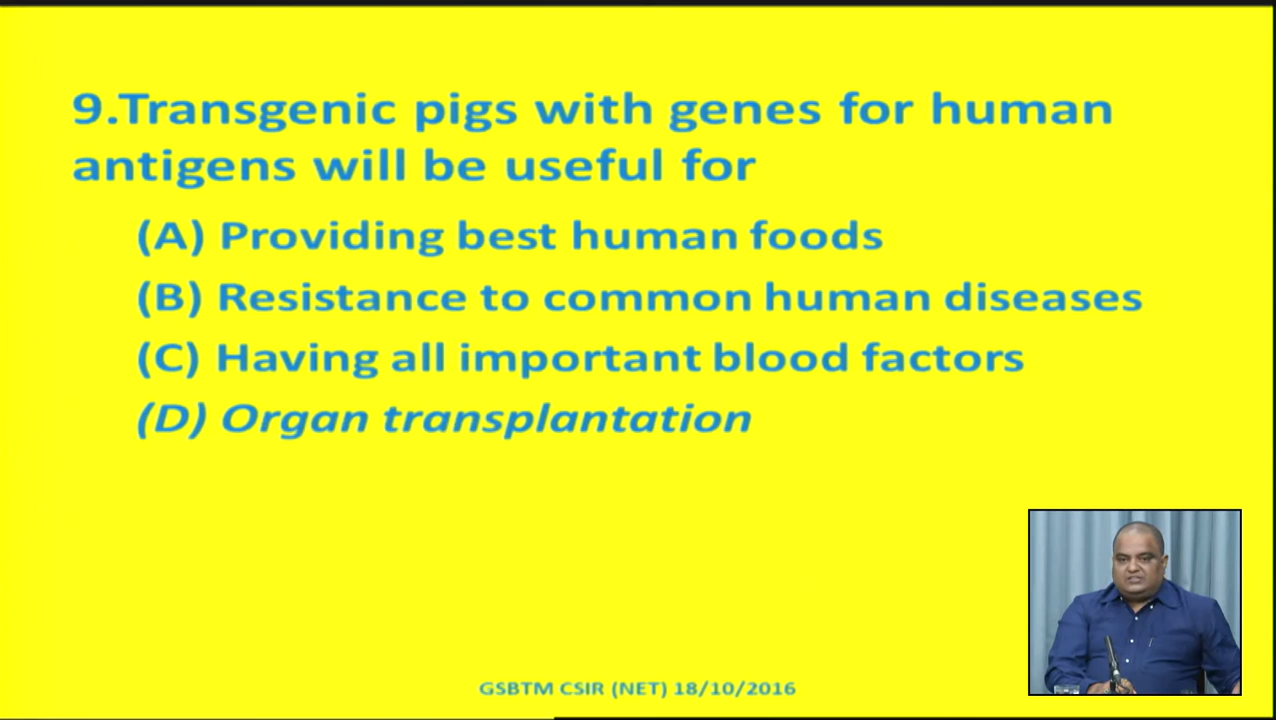 9.Transgenic pigs with genes for human
antigens will be useful for
(A) Providing best human foods
(B) Resistance to common human diseases
(C) Having all important blood factors
(D) Organ transplantation
GSBTM CSIR (NET) 18/10/2016